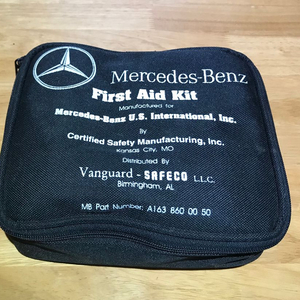 Mercedes-Benz
First Aid Kit
Manufactured for
Mercedes-Benz U.S. International, Inc.
By
Certified Safety Manufacturing, Inc.
Kansas City, MO
Distributed By
Vanguard - SAFECO L.L.C.
Birmingham, AL
MB Part Number: A163 860 00 50